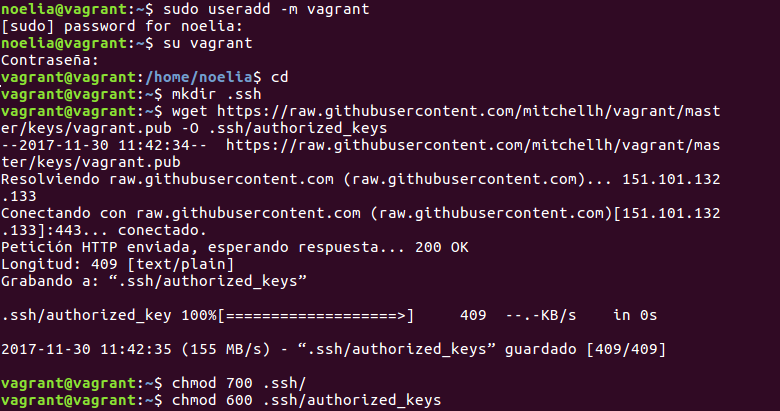 noelia@vagrant:~$ sudo useradd -m vagrant
[sudo] password for noelia:
noelia@vagrant:~$ su vagrant
Contraseña:
vagrant@vagrant:/home/noelia$ cd
vagrant@vagrant:~$ mkdir .ssh
vagrant@vagrant:~$ wget https://raw.githubusercontent.com/mitchellh/vagrant/mast
er/keys/vagrant.pub -O .ssh/authorized_keys
--2017-11-30 11:42:34--  https://raw.githubusercontent.com/mitchellh/vagrant/mas
ter/keys/vagrant.pub
Resolviendo raw.githubusercontent.com (raw.githubusercontent.com)... 151.101.132
.133
Conectando con raw.githubusercontent.com (raw.githubusercontent.com)[151.101.132
.133]:443... conectado.
Petición HTTP enviada, esperando respuesta... 200 OK
Longitud: 409 [text/plain]
Grabando a: “.ssh/authorized_keys”
.ssh/authorized_key 100%[===================>]     409  --.-KB/s    in 0s
2017-11-30 11:42:35 (155 MB/s) - “.ssh/authorized_keys” guardado [409/409]
vagrant@vagrant:~$ chmod 700 .ssh/
vagrant@vagrant:~$ chmod 600 .ssh/authorized_keys